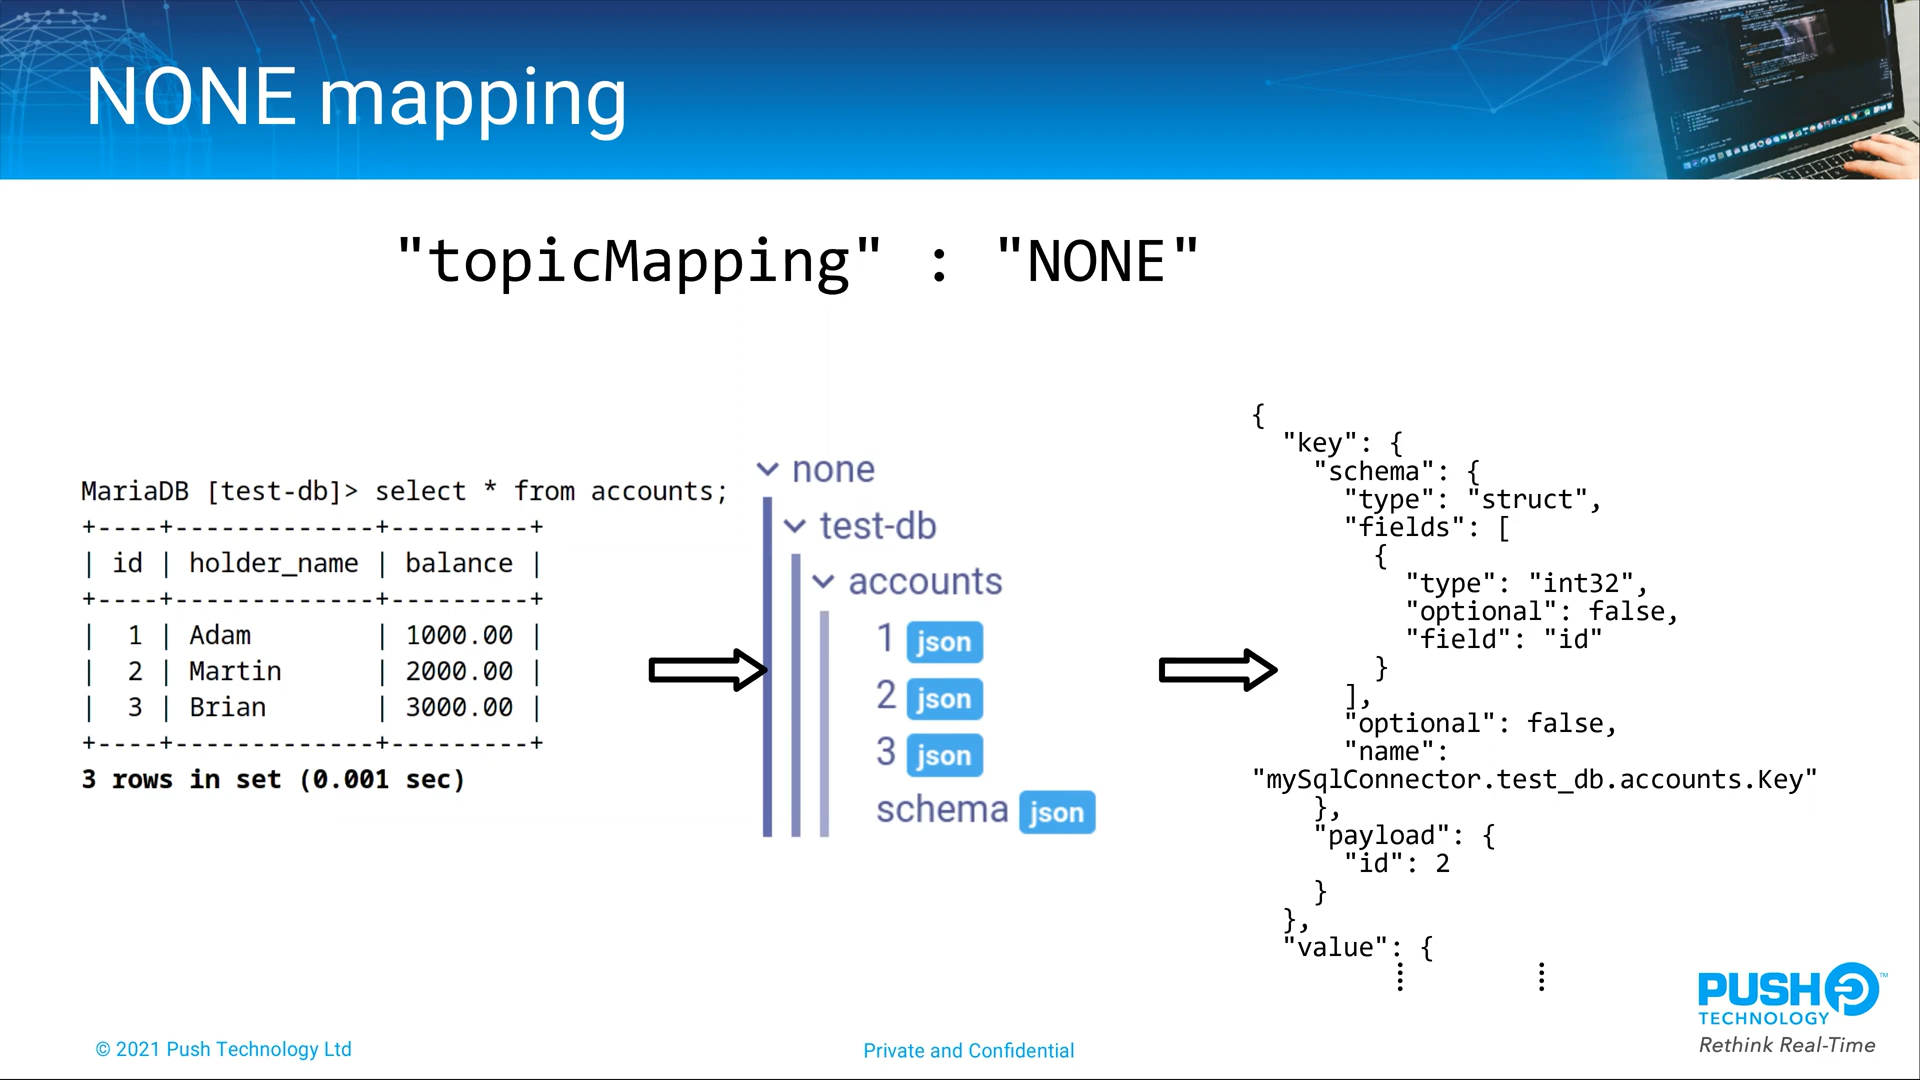 NONE mapping
"topicMapping" : "NONE"
MariaDB [test-db]> select * from accounts;
+----+-------------+---------+
| id | holder_name | balance |
+----+-------------+---------+
|  1 | Adam        | 1000.00 |
|  2 | Martin      | 2000.00 |
|  3 | Brian       | 3000.00 |
+----+-------------+---------+
3 rows in set (0.001 sec)
none
test-db
accounts
1 json
2 json
3 json
schema json
{
  "key": {
    "schema": {
      "type": "struct",
      "fields": [
        {
          "type": "int32",
          "optional": false,
          "field": "id"
        }
      ],
      "optional": false,
      "name":
"mySqlConnector.test_db.accounts.Key"
    },
    "payload": {
      "id": 2
    }
  },
  "value": {
PUSH
TECHNOLOGY
Rethink Real-Time
TM
© 2021 Push Technology Ltd
Private and Confidential